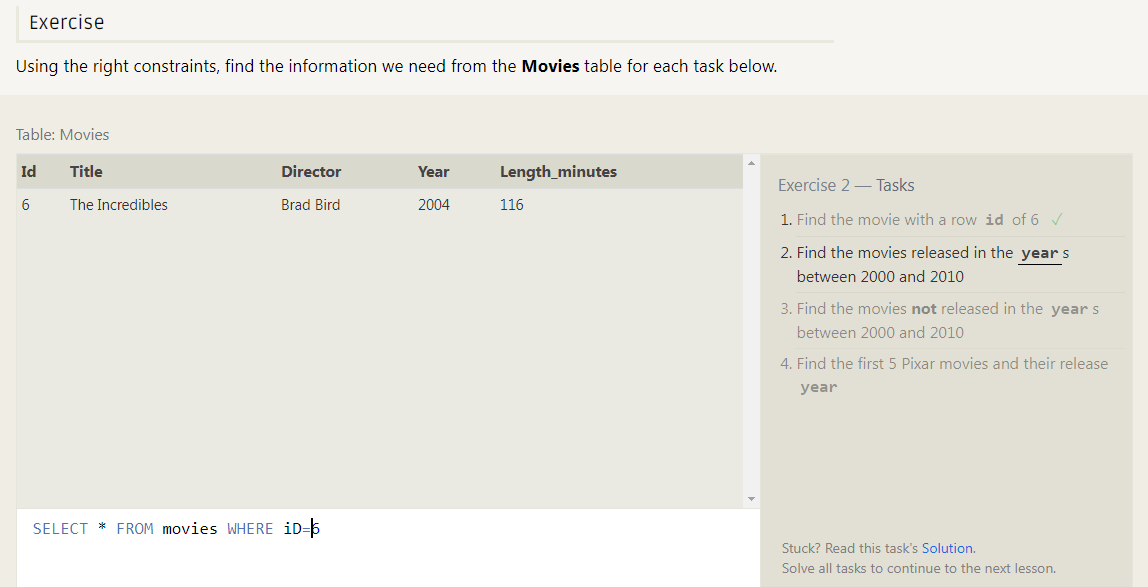 Exercise
Using the right constraints, find the information we need from the Movies table for each task below.
Table: Movies
Id Title Director Year Length_minutes
6 The Incredibles Brad Bird 2004 116
SELECT * FROM movies WHERE iD=6
Exercise 2 — Tasks
1. Find the movie with a row id of 6 ✓
2. Find the movies released in the year s
between 2000 and 2010
3. Find the movies not released in the year s
between 2000 and 2010
4. Find the first 5 Pixar movies and their release
year
Stuck? Read this task's Solution.
Solve all tasks to continue to the next lesson.